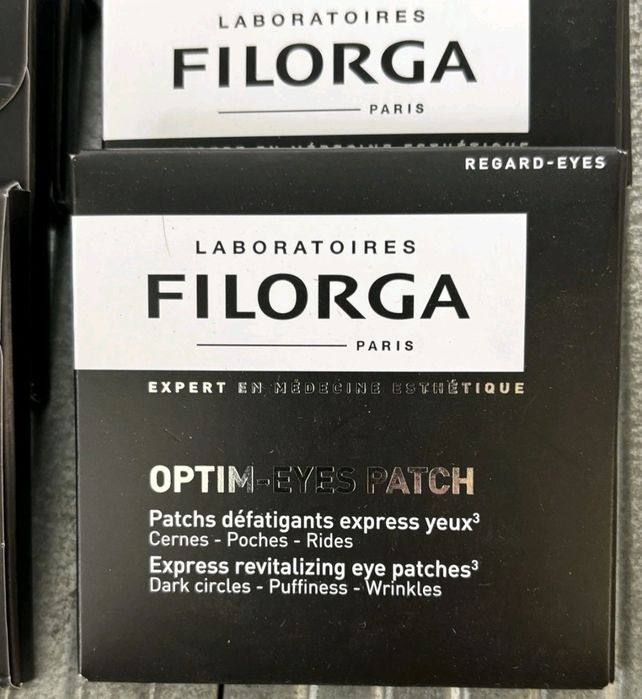 LABORATOIRES
FILORGA
PARIS
REGARD-EYES
LABORATOIRES
FILORGA
PARIS
EXPERT EN MÉDECINE ESTHÉTIQUE
OPTIM-EYES PATCH
Patchs défatigants express yeux³
Cernes - Poches - Rides
Express revitalizing eye patches³
Dark circles - Puffiness - Wrinkles